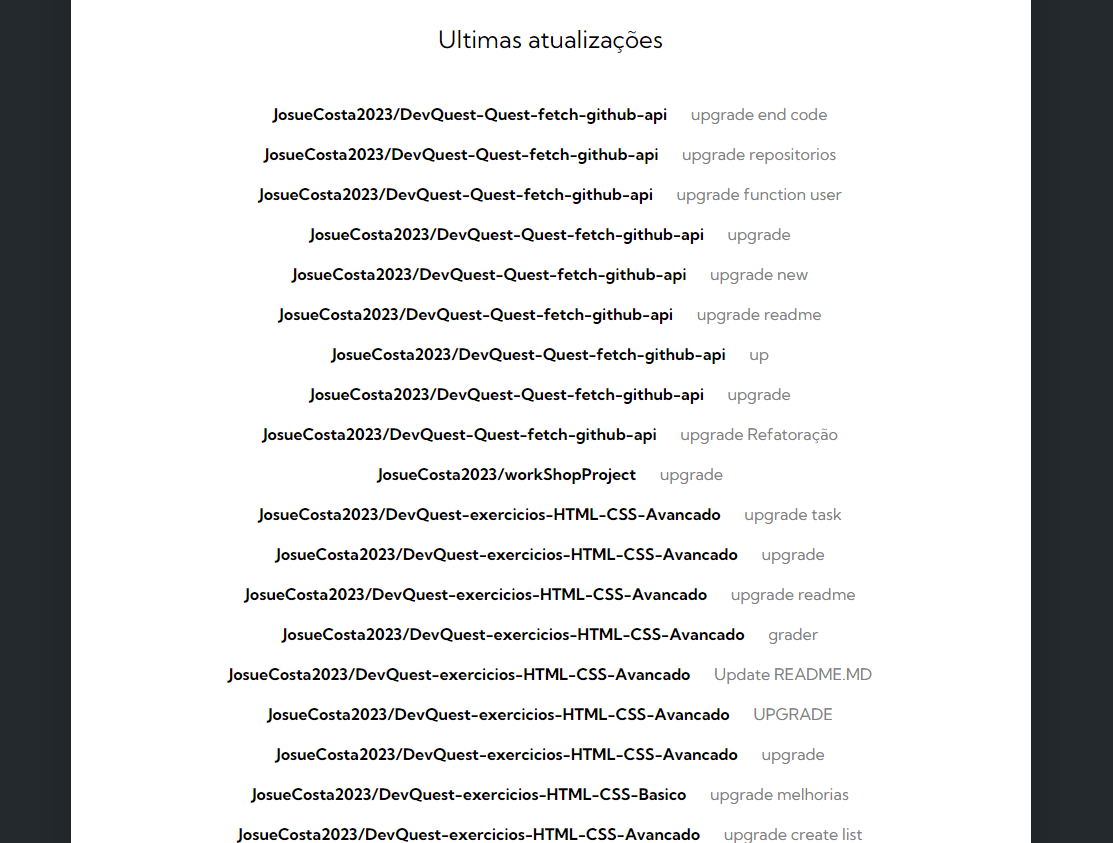 Ultimas atualizações
JosueCosta2023/DevQuest-Quest-fetch-github-api upgrade end code
JosueCosta2023/DevQuest-Quest-fetch-github-api upgrade repositorios
JosueCosta2023/DevQuest-Quest-fetch-github-api upgrade function user
JosueCosta2023/DevQuest-Quest-fetch-github-api upgrade
JosueCosta2023/DevQuest-Quest-fetch-github-api upgrade new
JosueCosta2023/DevQuest-Quest-fetch-github-api upgrade readme
JosueCosta2023/DevQuest-Quest-fetch-github-api up
JosueCosta2023/DevQuest-Quest-fetch-github-api upgrade
JosueCosta2023/DevQuest-Quest-fetch-github-api upgrade Refatoração
JosueCosta2023/workShopProject upgrade
JosueCosta2023/DevQuest-exercicios-HTML-CSS-Avancado upgrade task
JosueCosta2023/DevQuest-exercicios-HTML-CSS-Avancado upgrade
JosueCosta2023/DevQuest-exercicios-HTML-CSS-Avancado upgrade readme
JosueCosta2023/DevQuest-exercicios-HTML-CSS-Avancado grader
JosueCosta2023/DevQuest-exercicios-HTML-CSS-Avancado Update README.MD
JosueCosta2023/DevQuest-exercicios-HTML-CSS-Avancado UPGRADE
JosueCosta2023/DevQuest-exercicios-HTML-CSS-Avancado upgrade
JosueCosta2023/DevQuest-exercicios-HTML-CSS-Basico upgrade melhorias
JosueCosta2023/DevQuest-exercicios-HTML-CSS-Avancado upgrade create list